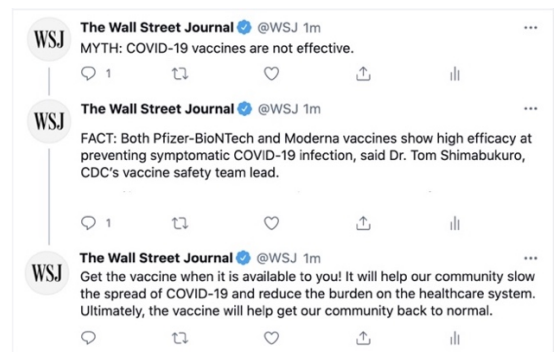 WSJ
The Wall Street Journal @WSJ 1m
MYTH: COVID-19 vaccines are not effective.
1
WSJ
The Wall Street Journal @WSJ 1m
FACT: Both Pfizer-BioNTech and Moderna vaccines show high efficacy at
preventing symptomatic COVID-19 infection, said Dr. Tom Shimabukuro,
CDC's vaccine safety team lead.
1
WSJ
The Wall Street Journal @WSJ 1m
Get the vaccine when it is available to you! It will help our community slow
the spread of COVID-19 and reduce the burden on the healthcare system.
Ultimately, the vaccine will help get our community back to normal.